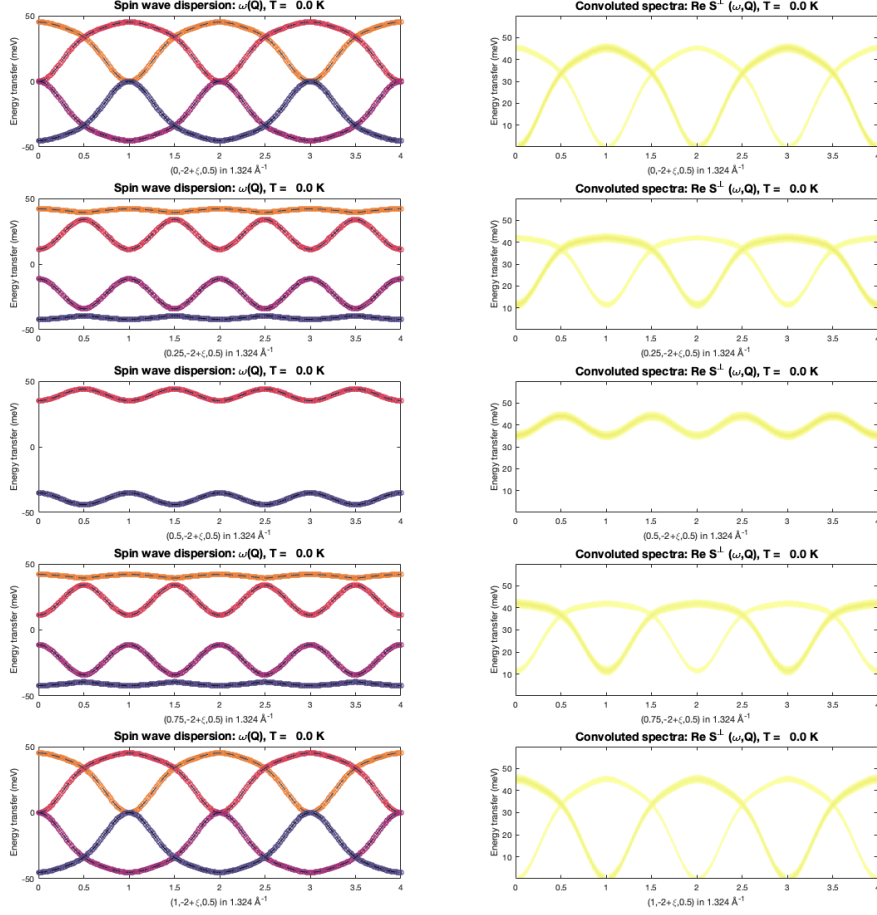 Spin wave dispersion: ω(Q), T = 0.0 K
Energy transfer (meV)
50
0
-50
0 0.5 1 1.5 2 2.5 3 3.5 4
(0,-2+ξ,0.5) in 1.324 Å⁻¹
Convoluted spectra: Re S⊥ (ω,Q), T = 0.0 K
Energy transfer (meV)
50
40
30
20
10
0 0.5 1 1.5 2 2.5 3 3.5 4
(0,-2+ξ,0.5) in 1.324 Å⁻¹
Spin wave dispersion: ω(Q), T = 0.0 K
Energy transfer (meV)
50
0
-50
0 0.5 1 1.5 2 2.5 3 3.5 4
(0.25,-2+ξ,0.5) in 1.324 Å⁻¹
Convoluted spectra: Re S⊥ (ω,Q), T = 0.0 K
Energy transfer (meV)
50
40
30
20
10
0 0.5 1 1.5 2 2.5 3 3.5 4
(0.25,-2+ξ,0.5) in 1.324 Å⁻¹
Spin wave dispersion: ω(Q), T = 0.0 K
Energy transfer (meV)
50
0
-50
0 0.5 1 1.5 2 2.5 3 3.5 4
(0.5,-2+ξ,0.5) in 1.324 Å⁻¹
Convoluted spectra: Re S⊥ (ω,Q), T = 0.0 K
Energy transfer (meV)
50
40
30
20
10
0 0.5 1 1.5 2 2.5 3 3.5 4
(0.5,-2+ξ,0.5) in 1.324 Å⁻¹
Spin wave dispersion: ω(Q), T = 0.0 K
Energy transfer (meV)
50
0
-50
0 0.5 1 1.5 2 2.5 3 3.5 4
(0.75,-2+ξ,0.5) in 1.324 Å⁻¹
Convoluted spectra: Re S⊥ (ω,Q), T = 0.0 K
Energy transfer (meV)
50
40
30
20
10
0 0.5 1 1.5 2 2.5 3 3.5 4
(0.75,-2+ξ,0.5) in 1.324 Å⁻¹
Spin wave dispersion: ω(Q), T = 0.0 K
Energy transfer (meV)
50
0
-50
0 0.5 1 1.5 2 2.5 3 3.5 4
(1,-2+ξ,0.5) in 1.324 Å⁻¹
Convoluted spectra: Re S⊥ (ω,Q), T = 0.0 K
Energy transfer (meV)
50
40
30
20
10
0 0.5 1 1.5 2 2.5 3 3.5 4
(1,-2+ξ,0.5) in 1.324 Å⁻¹